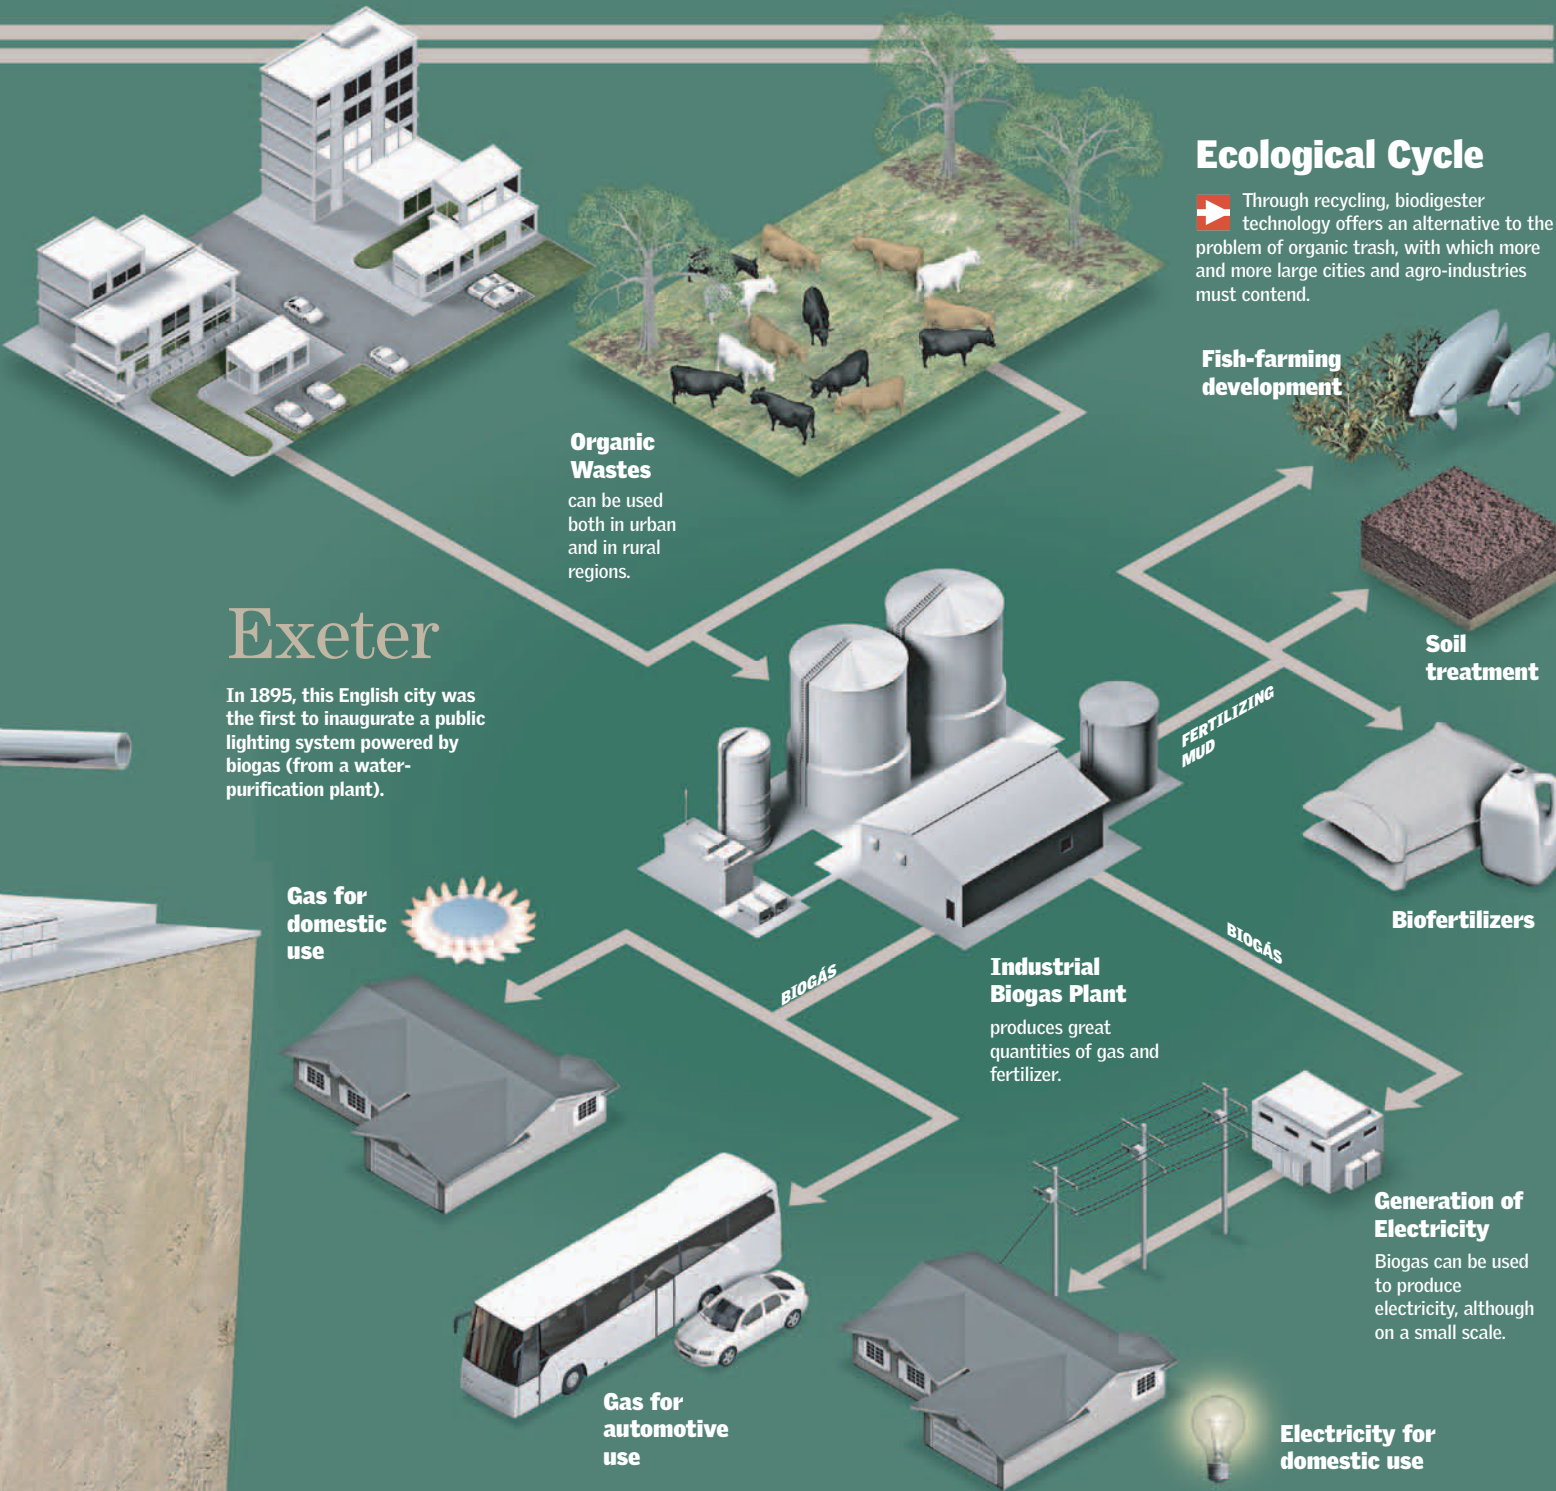 Ecological Cycle
Through recycling, biodigester
technology offers an alternative to the
problem of organic trash, with which more
and more large cities and agro-industries
must contend.
Fish-farming
development
Organic
Wastes
can be used
both in urban
and in rural
regions.
Soil
treatment
Exeter
In 1895, this English city was
the first to inaugurate a public
lighting system powered by
biogas (from a water-
purification plant).
FERTILIZING
MUD
Biofertilizers
Gas for
domestic
use
BIOGÁS
BIOGÁS
Industrial
Biogas Plant
produces great
quantities of gas and
fertilizer.
Generation of
Electricity
Biogas can be used
to produce
electricity, although
on a small scale.
Gas for
automotive
use
Electricity for
domestic use